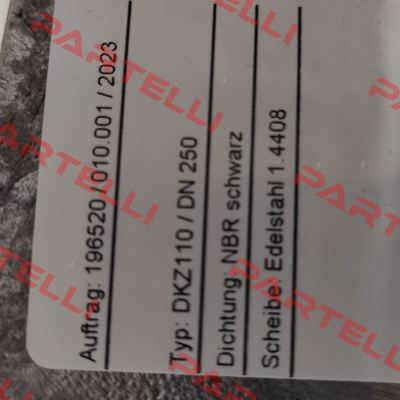 Auftrag: 196520 / 010.001 / 2023
Typ: DKZ110 / DN 250
Dichtung: NBR schwarz
Scheibe: Edelstahl 1.4408
PARTELLI
PARTELLI
PARTELLI
PARTELLI
PARTELLI